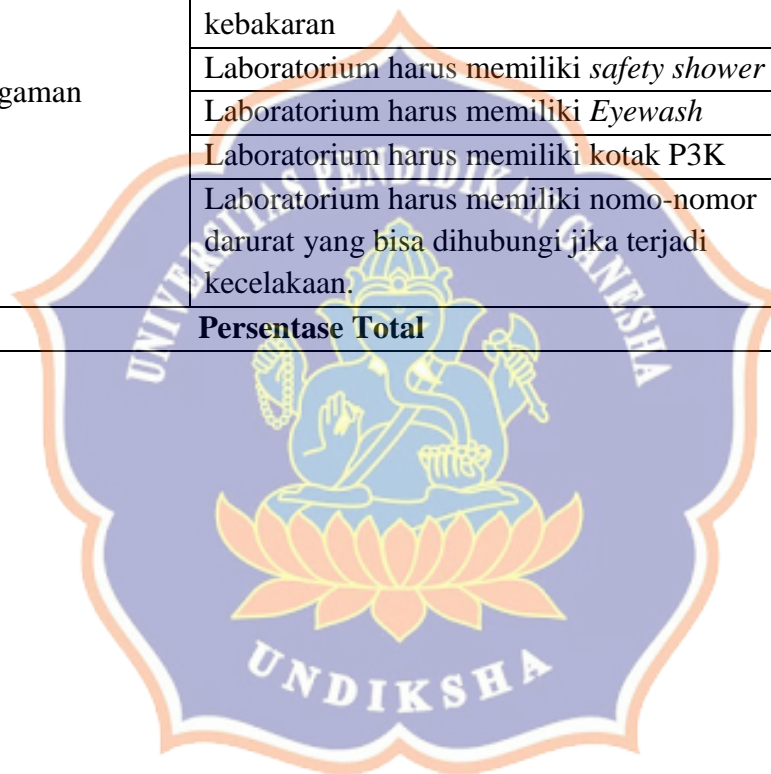 kebakaran
Laboratorium harus memiliki safety shower
gaman
Laboratorium harus memiliki Eyewash
Laboratorium harus memiliki kotak P3K
Laboratorium harus memiliki nomo-nomor
darurat yang bisa dihubungi jika terjadi
kecelakaan.
Persentase Total
UNIVERSITAS PENDIDIKAN GANESHA
UNDIKSHA